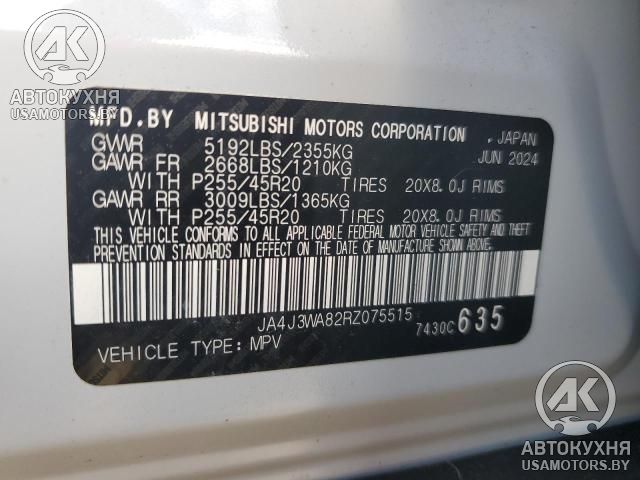 AK
АВТОКУХНЯ
USAMOTORS.BY
MFD.BY MITSUBISHI MOTORS CORPORATION , JAPAN
GVWR 5192LBS/2355KG JUN 2024
GAWR FR 2668LBS/1210KG
WITH P255/45R20 TIRES 20X8.0J RIMS
GAWR RR 3009LBS/1365KG
WITH P255/45R20 TIRES 20X8.0J RIMS
THIS VEHICLE CONFORMS TO ALL APPLICABLE FEDERAL MOTOR VEHICLE SAFETY AND THEFT
PREVENTION STANDARDS IN EFFECT ON THE DATE OF MANUFACTURE SHOWN ABOVE.
JA4J3WA82RZ075515 7430C 635
VEHICLE TYPE: MPV
AK
АВТОКУХНЯ
USAMOTORS.BY